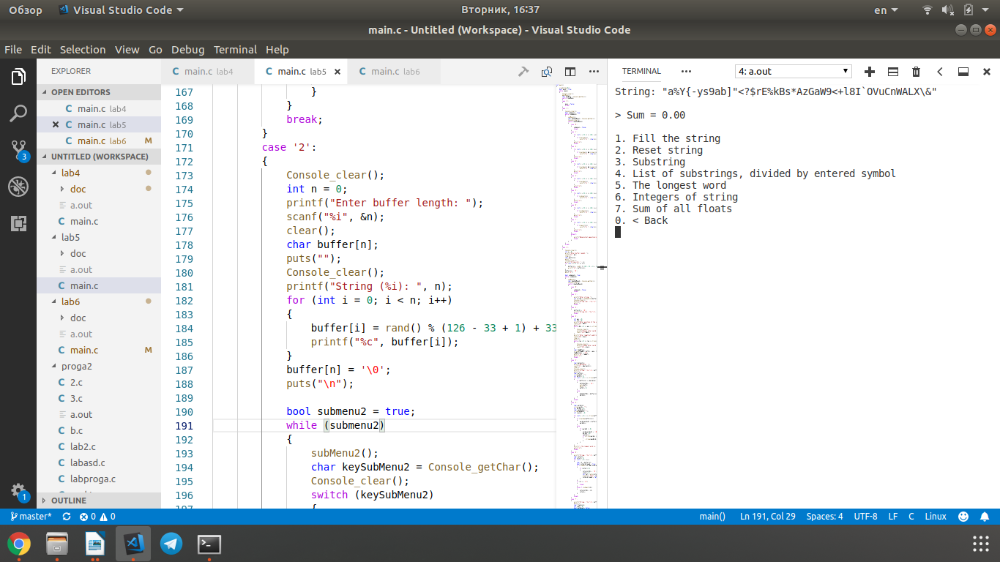 Обзор Visual Studio Code Вторник, 16:37 en
main.c - Untitled (Workspace) - Visual Studio Code
File Edit Selection View Go Debug Terminal Help
EXPLORER
OPEN EDITORS
main.c lab4
main.c lab5
main.c lab6 M
UNTITLED (WORKSPACE)
lab4
doc
a.out
main.c
lab5
doc
a.out
main.c
lab6
doc
a.out
main.c M
proga2
2.c
3.c
a.out
b.c
lab2.c
labasd.c
labproga.c
OUTLINE
3
1
main.c lab4 main.c lab5 main.c lab6
167 }
168 }
169 break;
170 }
171 case '2':
172 {
173 Console_clear();
174 int n = 0;
175 printf("Enter buffer length: ");
176 scanf("%i", &n);
177 clear();
178 char buffer[n];
179 puts("");
180 Console_clear();
181 printf("String (%i): ", n);
182 for (int i = 0; i < n; i++)
183 {
184 buffer[i] = rand() % (126 - 33 + 1) + 33
185 printf("%c", buffer[i]);
186 }
187 buffer[n] = '\0';
188 puts("\n");
189
190 bool submenu2 = true;
191 while (submenu2)
192 {
193 subMenu2();
194 char keySubMenu2 = Console_getChar();
195 Console_clear();
196 switch (keySubMenu2)
197 {
TERMINAL 4: a.out
String: "a%Y{-ys9ab]"<?$rE%kBs*AzGaW9<+l8I`OVuCnWALX\&"
> Sum = 0.00
1. Fill the string
2. Reset string
3. Substring
4. List of substrings, divided by entered symbol
5. The longest word
6. Integers of string
7. Sum of all floats
0. < Back
master* 0 0 main() Ln 191, Col 29 Spaces: 4 UTF-8 LF C Linux